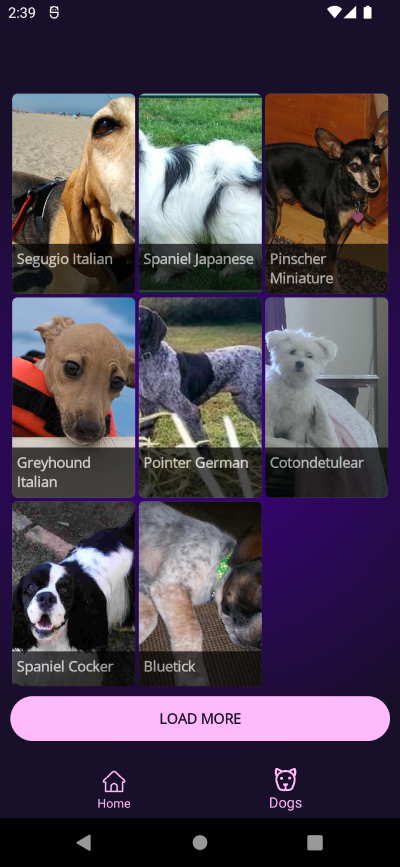 2:39
Segugio Italian
Spaniel Japanese
Pinscher
Miniature
Greyhound
Italian
Pointer German
Cotondetulear
Spaniel Cocker
Bluetick
LOAD MORE
Home
Dogs